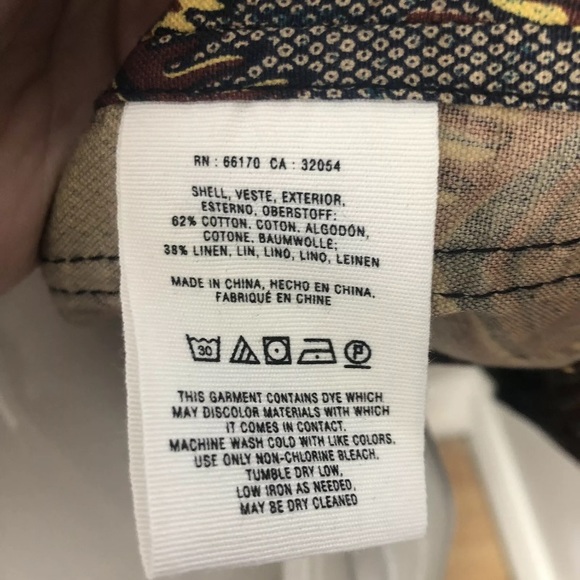 RN : 66170 CA : 32054
SHELL, VESTE, EXTERIOR,
ESTERNO, OBERSTOFF:
62% COTTON, COTON, ALGODÓN,
COTONE, BAUMWOLLE;
38% LINEN, LIN, LINO, LINO, LEINEN
MADE IN CHINA, HECHO EN CHINA,
FABRIQUÉ EN CHINE
30 P
THIS GARMENT CONTAINS DYE WHICH
MAY DISCOLOR MATERIALS WITH WHICH
IT COMES IN CONTACT.
MACHINE WASH COLD WITH LIKE COLORS.
USE ONLY NON-CHLORINE BLEACH.
TUMBLE DRY LOW,
LOW IRON AS NEEDED,
MAY BE DRY CLEANED